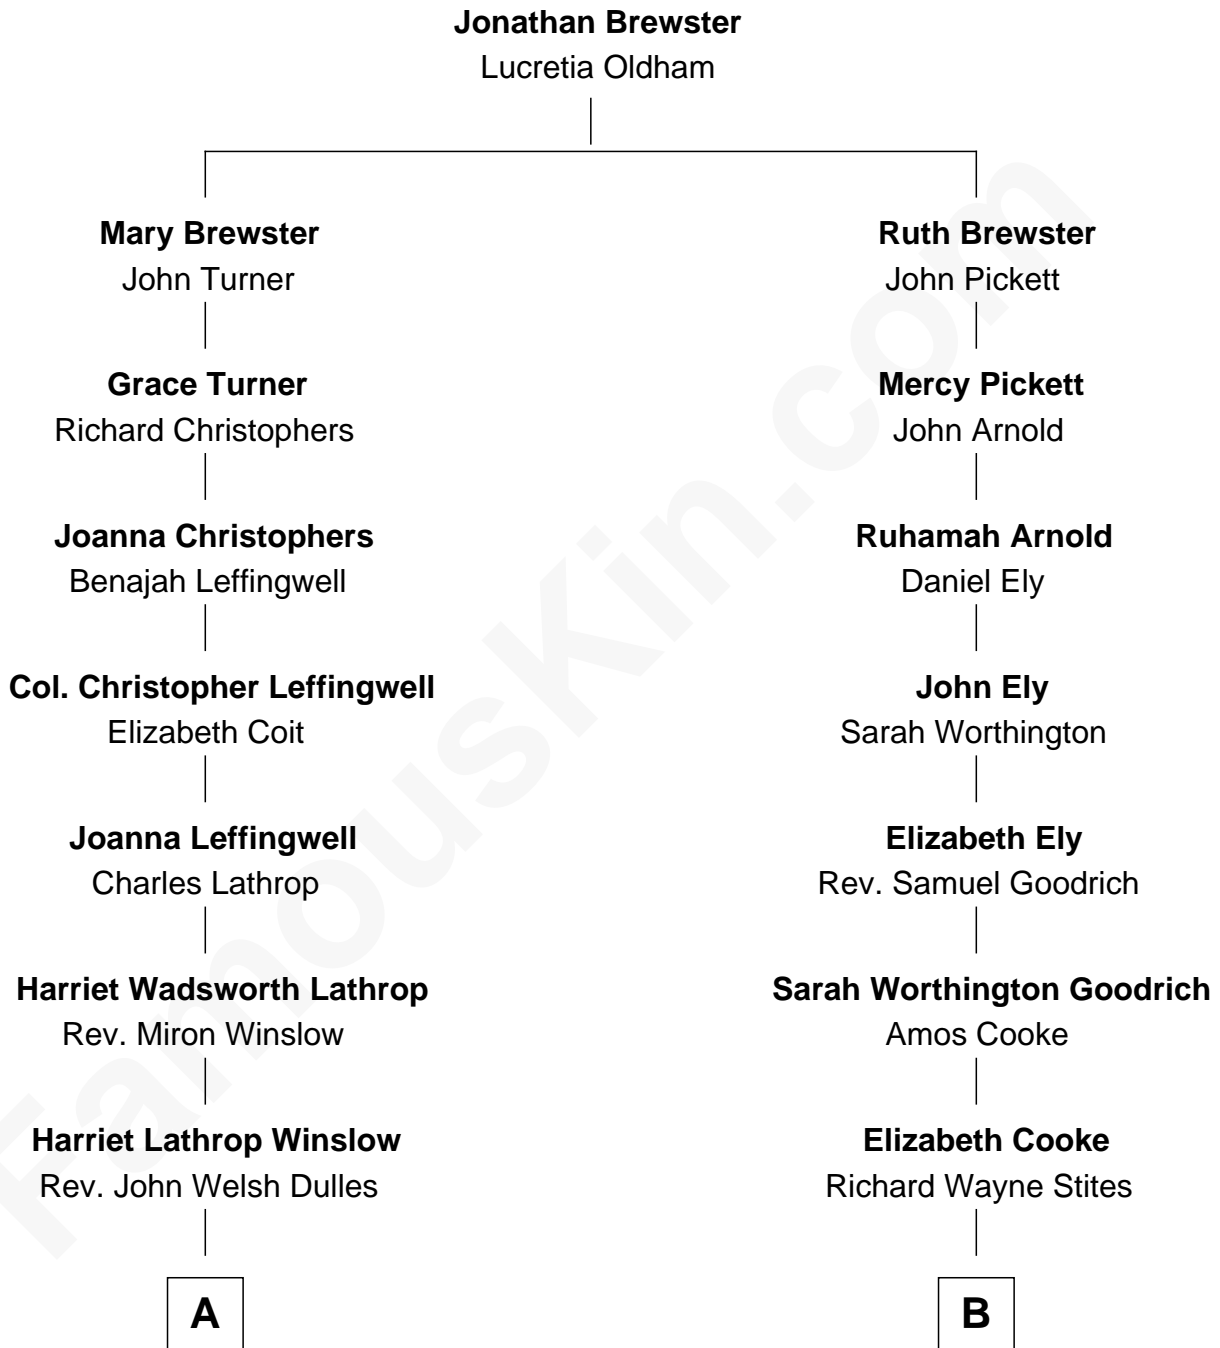 Jonathan Brewster
Lucretia Oldham
Mary Brewster
John Turner
Grace Turner
Richard Christophers
Joanna Christophers
Benajah Leffingwell
Col. Christopher Leffingwell
Elizabeth Coit
Joanna Leffingwell
Charles Lathrop
Harriet Wadsworth Lathrop
Rev. Miron Winslow
Harriet Lathrop Winslow
Rev. John Welsh Dulles
A
Ruth Brewster
John Pickett
Mercy Pickett
John Arnold
Ruhamah Arnold
Daniel Ely
John Ely
Sarah Worthington
Elizabeth Ely
Rev. Samuel Goodrich
Sarah Worthington Goodrich
Amos Cooke
Elizabeth Cooke
Richard Wayne Stites
B
FamousKin.com